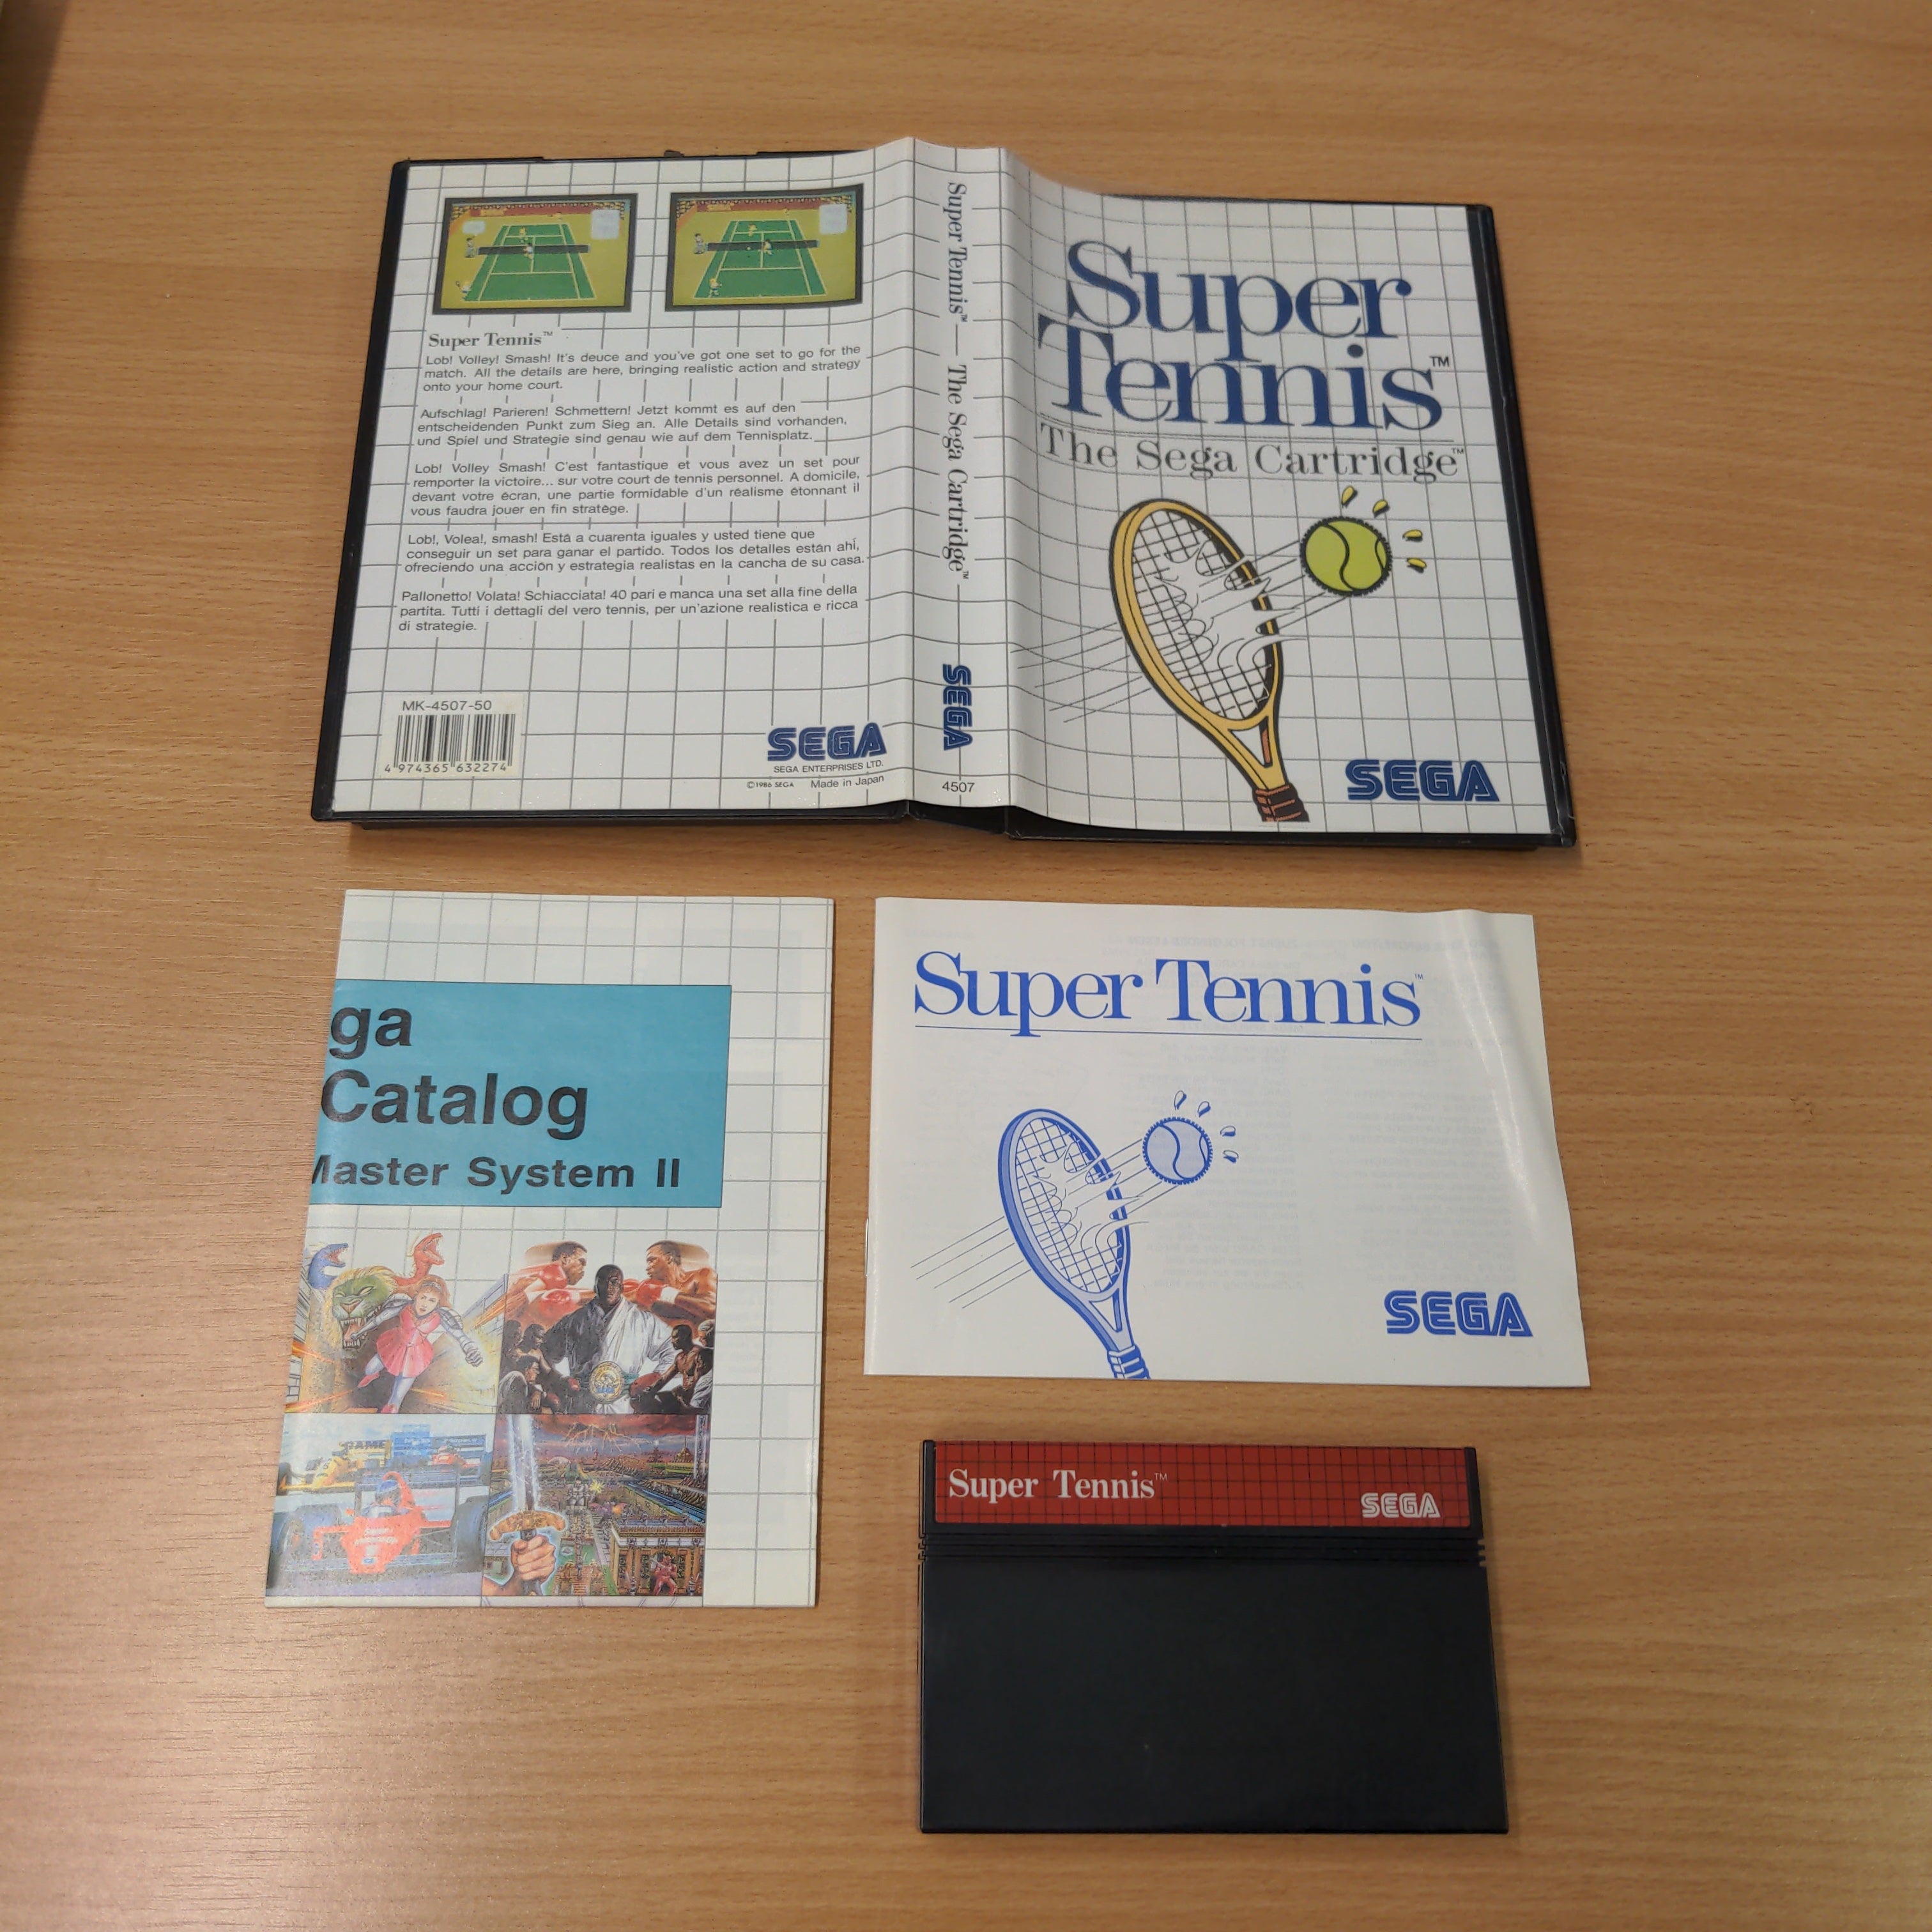 Super Tennis™
Lob! Volley! Smash! It's deuce and you've got one set to go for the
match. All the details are here, bringing realistic action and strategy
onto your home court.
Aufschlag! Parieren! Schmettern! Jetzt kommt es auf den
entscheidenden Punkt zum Sieg an. Alle Details sind vorhanden,
und Spiel und Strategie sind genau wie auf dem Tennisplatz.
Lob! Volley Smash! C'est fantastique et vous avez un set pour
remporter la victoire... sur votre court de tennis personnel. A domicile,
devant votre écran, une partie formidable d'un réalisme étonnant il
vous faudra jouer en fin stratège.
Lob!, Volea!, smash! Está a cuarenta iguales y usted tiene que
conseguir un set para ganar el partido. Todos los detalles están ahí,
ofreciendo una acción y estrategia realistas en la cancha de su casa.
Pallonetto! Volata! Schiacciata! 40 pari e manca una set alla fine della
partita. Tutti i dettagli del vero tennis, per un'azione realistica e ricca
di strategie.
MK-4507-50
4 974365 632274
SEGA
SEGA ENTERPRISES LTD.
©1986 SEGA Made in Japan
Super Tennis™ — The Sega Cartridge™
SEGA
4507
Super
Tennis™
The Sega Cartridge™
SEGA
ga
Catalog
Master System II
GAME
Super Tennis™
SEGA
Super Tennis™
SEGA